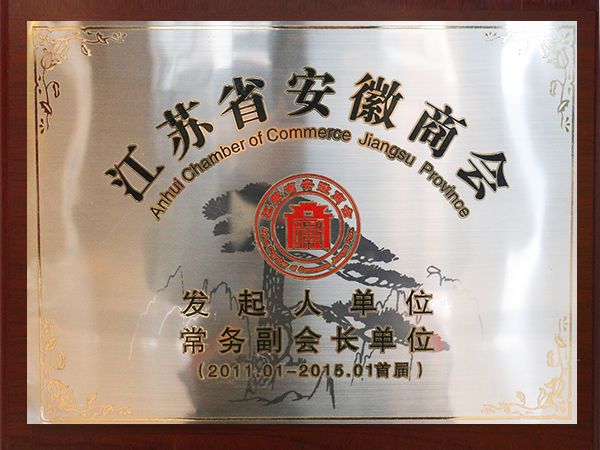 江苏省安徽商会
Anhui Chamber of Commerce Jiangsu Province
发起人单位
常务副会长单位
(2011.01-2015.01首届)